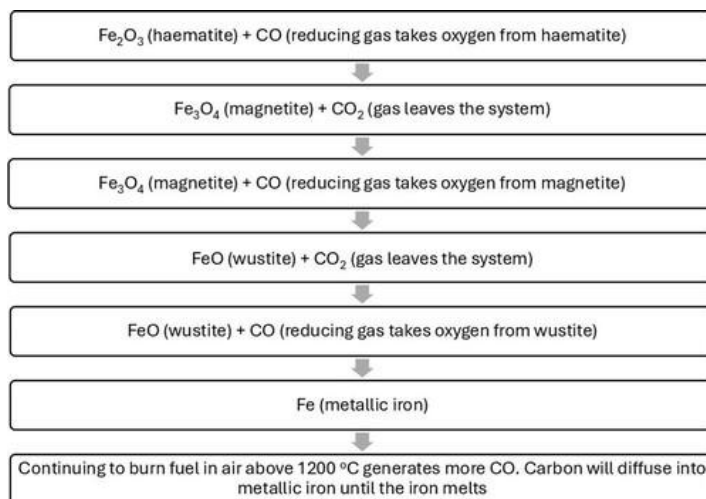 Fe₂O₃ (haematite) + CO (reducing gas takes oxygen from haematite)
Fe₃O₄ (magnetite) + CO₂ (gas leaves the system)
Fe₃O₄ (magnetite) + CO (reducing gas takes oxygen from magnetite)
FeO (wustite) + CO₂ (gas leaves the system)
FeO (wustite) + CO (reducing gas takes oxygen from wustite)
Fe (metallic iron)
Continuing to burn fuel in air above 1200 ºC generates more CO. Carbon will diffuse into
metallic iron until the iron melts